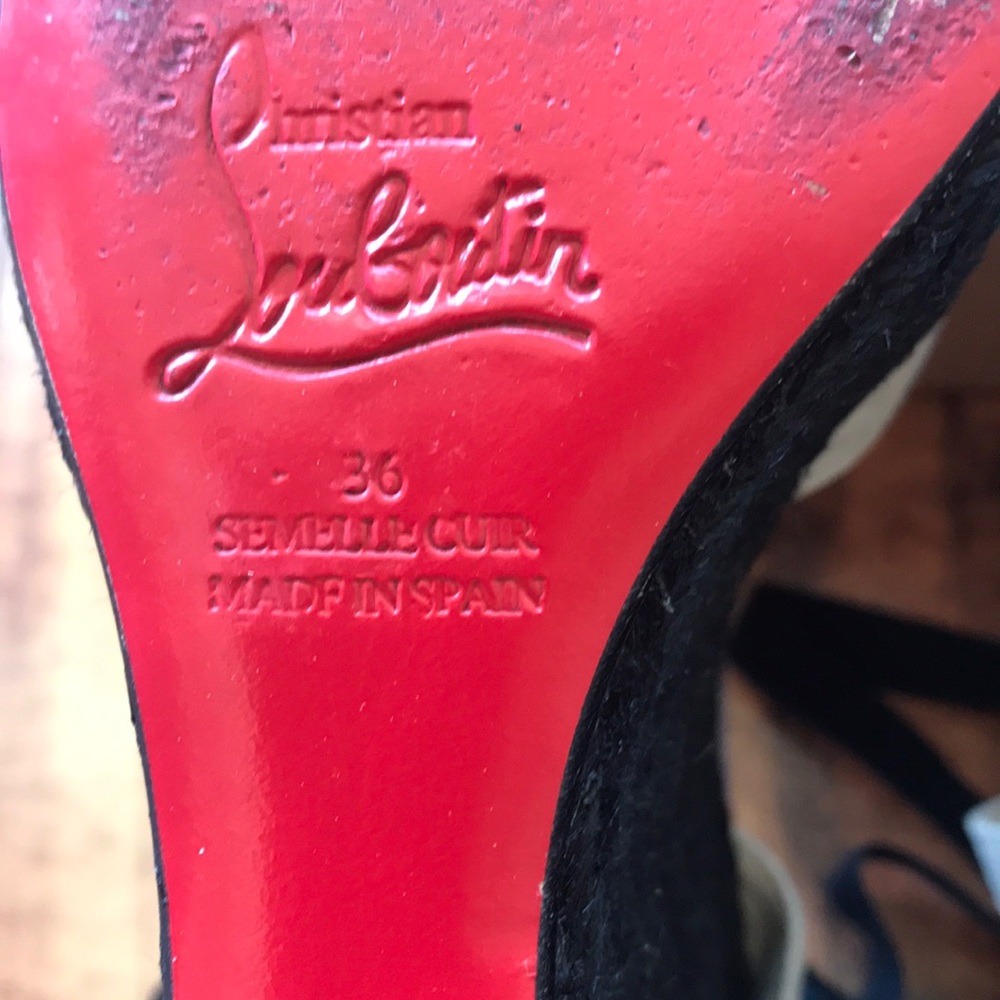 Christian
Louboutin
36
SEMELLE CUIR
MADE IN SPAIN